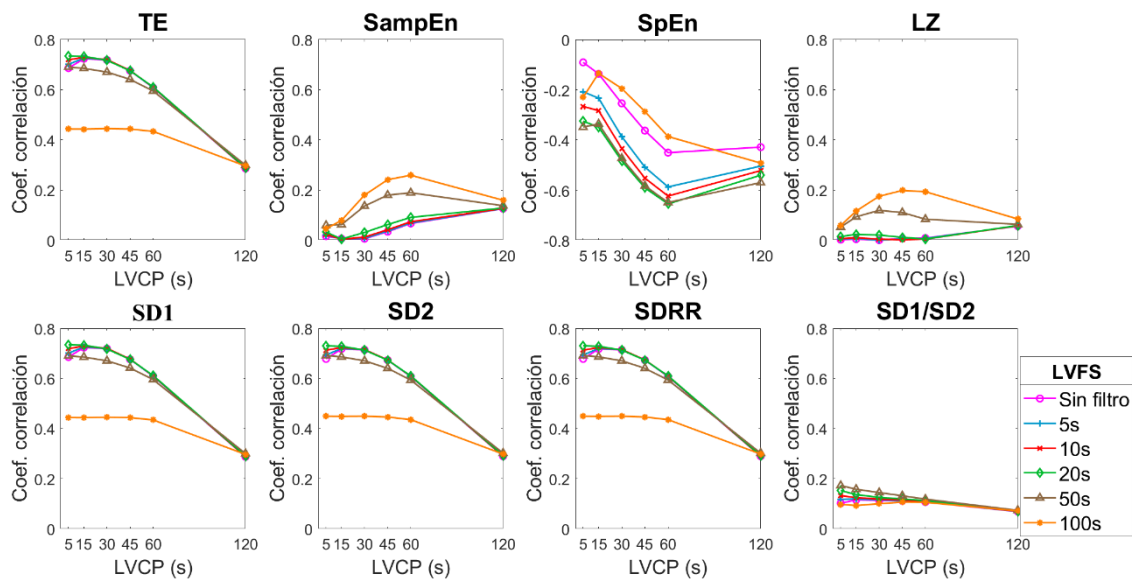 TE
0.8
0.6
0.4
0.2
0
Coef. correlación
5 15 30 45 60 120
LVCP (s)
SampEn
0.8
0.6
0.4
0.2
0
Coef. correlación
5 15 30 45 60 120
LVCP (s)
SpEn
-0
-0.2
-0.4
-0.6
-0.8
Coef. correlación
5 15 30 45 60 120
LVCP (s)
LZ
0.8
0.6
0.4
0.2
0
Coef. correlación
5 15 30 45 60 120
LVCP (s)
SD1
0.8
0.6
0.4
0.2
0
Coef. correlación
5 15 30 45 60 120
LVCP (s)
SD2
0.8
0.6
0.4
0.2
0
Coef. correlación
5 15 30 45 60 120
LVCP (s)
SDRR
0.8
0.6
0.4
0.2
0
Coef. correlación
5 15 30 45 60 120
LVCP (s)
SD1/SD2
0.8
0.6
0.4
0.2
0
Coef. correlación
5 15 30 45 60 120
LVCP (s)
LVFS
Sin filtro
5s
10s
20s
50s
100s